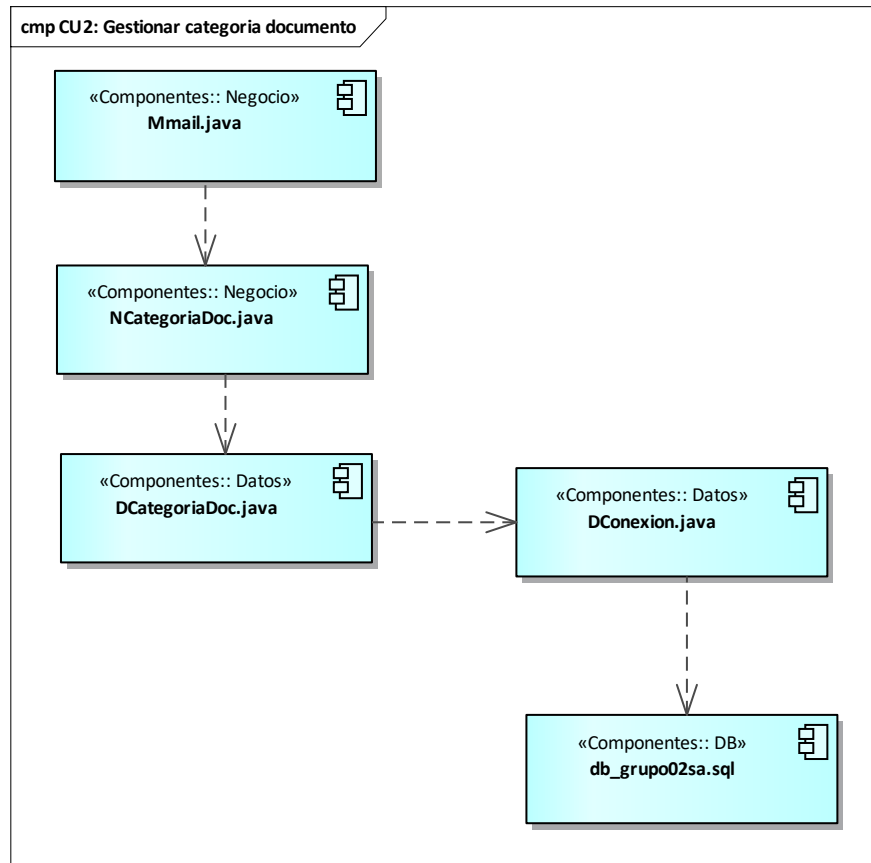 cmp CU2: Gestionar categoria documento
«Componentes:: Negocio»
Mmail.java
«Componentes:: Negocio»
NCategoriaDoc.java
«Componentes:: Datos»
DCategoriaDoc.java
«Componentes:: Datos»
DConexion.java
«Componentes:: DB»
db_grupo02sa.sql